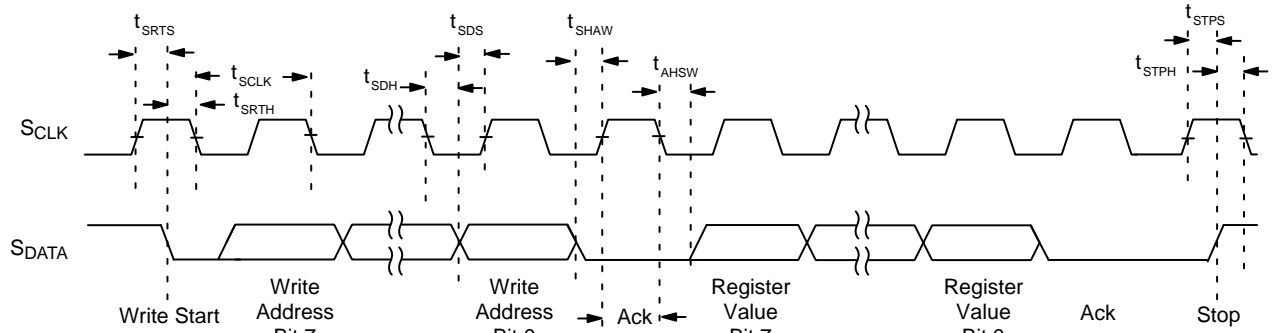 tSRTS
tSDS
tSHAW
tSTPS
tSCLK
tSDH
tAHSW
tSTPH
tSRTH
SCLK
SDATA
Write Start
Write
Address
Write
Address
Ack
Register
Value
Register
Value
Ack
Stop